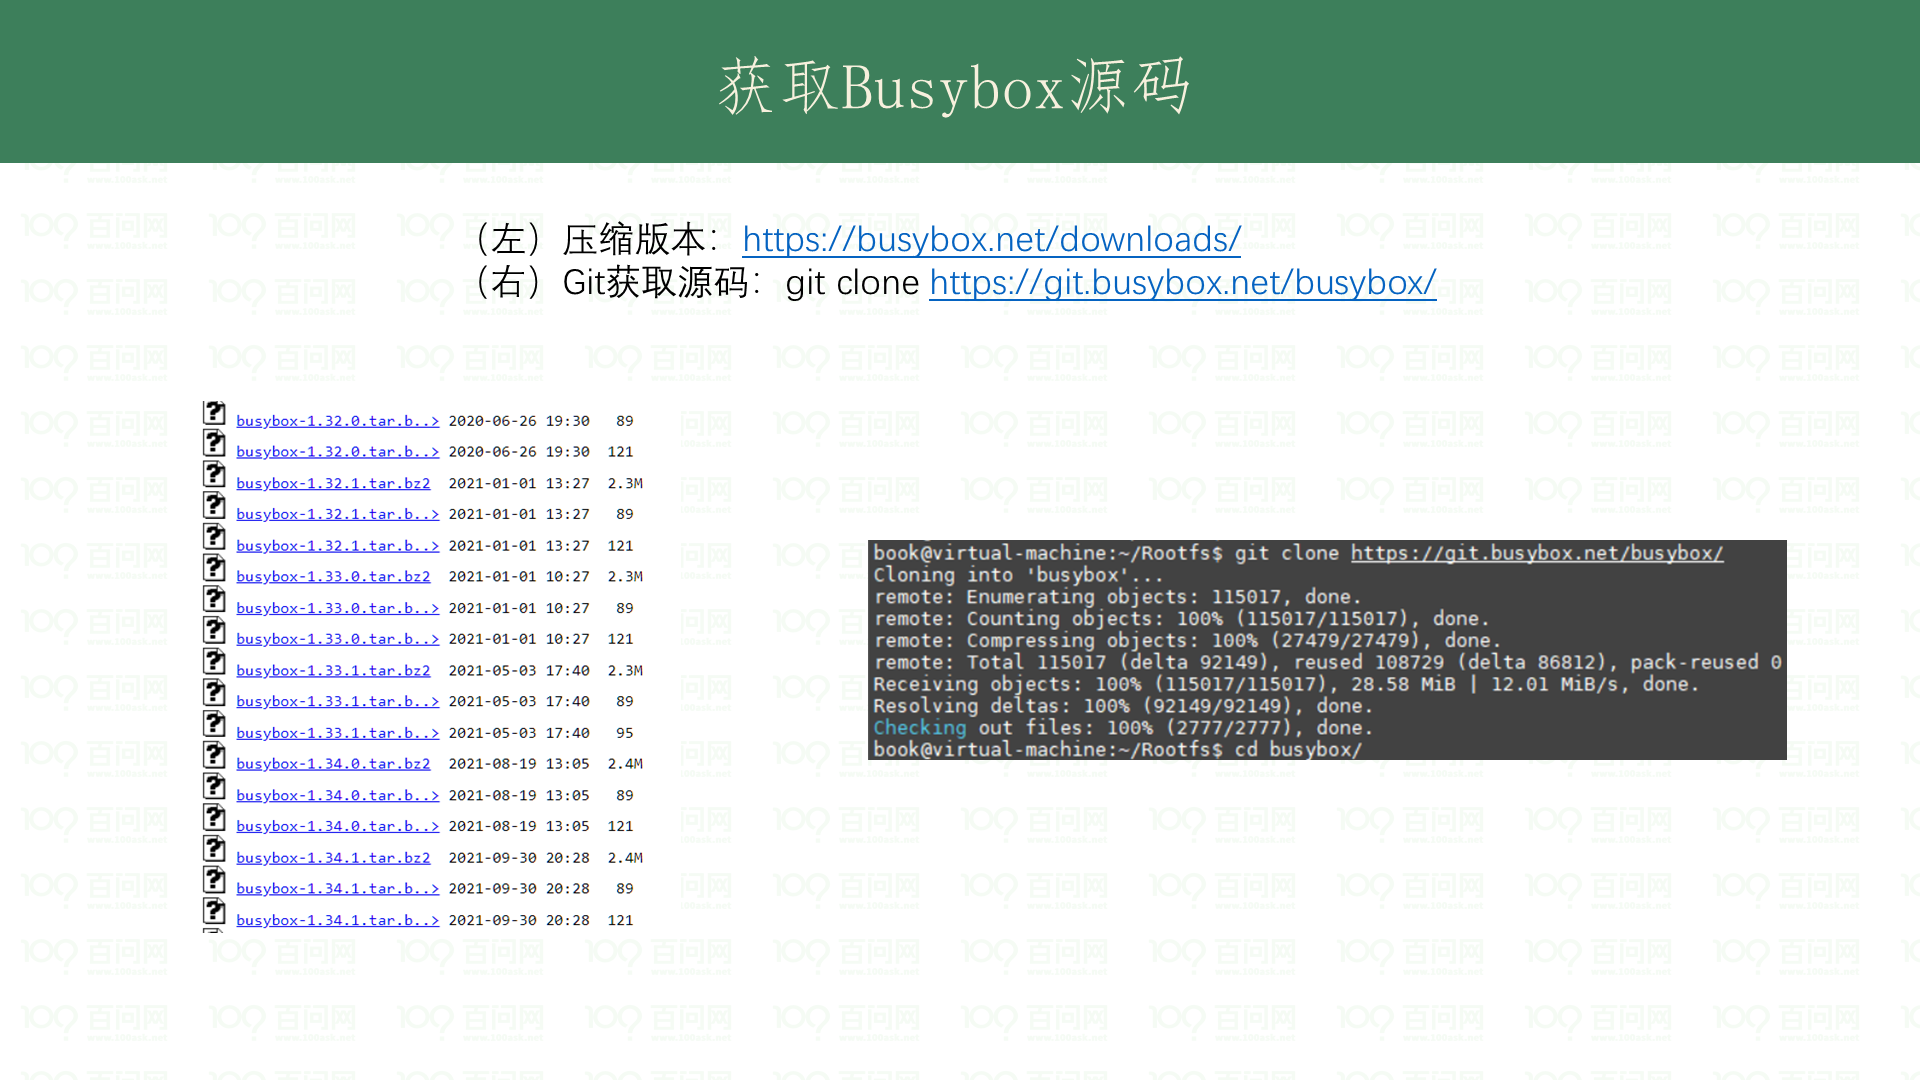 获取Busybox源码
（左）压缩版本：https://busybox.net/downloads/
（右）Git获取源码：git clone https://git.busybox.net/busybox/
busybox-1.32.0.tar.b..> 2020-06-26 19:30 89
busybox-1.32.0.tar.b..> 2020-06-26 19:30 121
busybox-1.32.1.tar.bz2 2021-01-01 13:27 2.3M
busybox-1.32.1.tar.b..> 2021-01-01 13:27 89
busybox-1.32.1.tar.b..> 2021-01-01 13:27 121
busybox-1.33.0.tar.bz2 2021-01-01 10:27 2.3M
busybox-1.33.0.tar.b..> 2021-01-01 10:27 89
busybox-1.33.0.tar.b..> 2021-01-01 10:27 121
busybox-1.33.1.tar.bz2 2021-05-03 17:40 2.3M
busybox-1.33.1.tar.b..> 2021-05-03 17:40 89
busybox-1.33.1.tar.b..> 2021-05-03 17:40 95
busybox-1.34.0.tar.bz2 2021-08-19 13:05 2.4M
busybox-1.34.0.tar.b..> 2021-08-19 13:05 89
busybox-1.34.0.tar.b..> 2021-08-19 13:05 121
busybox-1.34.1.tar.bz2 2021-09-30 20:28 2.4M
busybox-1.34.1.tar.b..> 2021-09-30 20:28 89
busybox-1.34.1.tar.b..> 2021-09-30 20:28 121
book@virtual-machine:~/Rootfs$ git clone https://git.busybox.net/busybox/
Cloning into 'busybox'...
remote: Enumerating objects: 115017, done.
remote: Counting objects: 100% (115017/115017), done.
remote: Compressing objects: 100% (27479/27479), done.
remote: Total 115017 (delta 92149), reused 108729 (delta 86812), pack-reused 0
Receiving objects: 100% (115017/115017), 28.58 MiB | 12.01 MiB/s, done.
Resolving deltas: 100% (92149/92149), done.
Checking out files: 100% (2777/2777), done.
book@virtual-machine:~/Rootfs$ cd busybox/
百问网
www.100ask.net